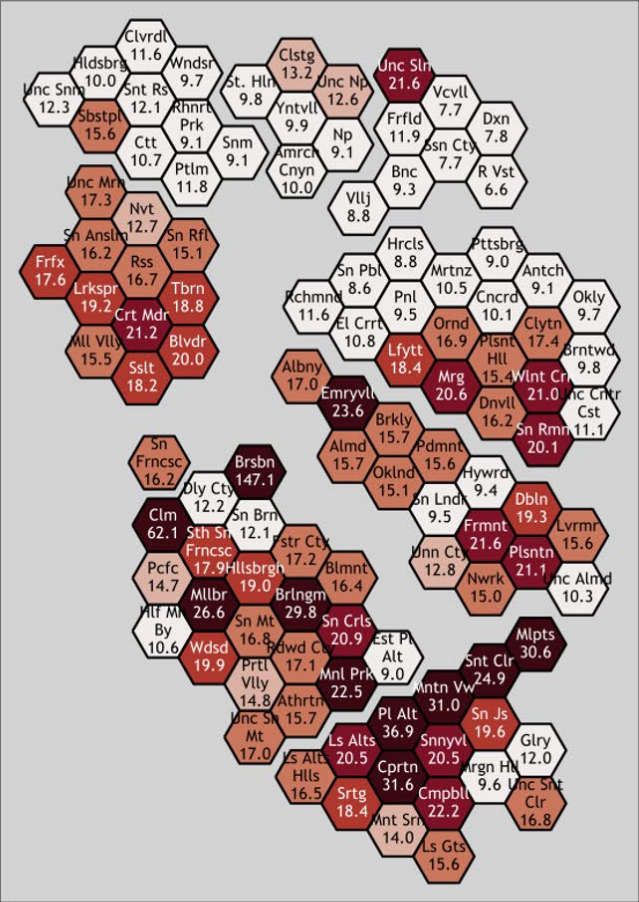 Clvrdl
11.6
Hldsbrg
10.0
Wndsr
9.7
Unc Snm
12.3
Snt Rs
12.1
Sbstpl
15.6
Rhnrt
Prk
9.1
Ctt
10.7
Snm
9.1
Ptlm
11.8
Clstg
13.2
St. Hln
9.8
Unc Np
12.6
Yntvll
9.9
Np
9.1
Amrcn
Cnyn
10.0
Unc Sln
21.6
Vcvll
7.7
Frfld
11.9
Dxn
7.8
Ssn Cty
7.7
Bnc
9.3
R Vst
6.6
Vllj
8.8
Unc Mrn
17.3
Nvt
12.7
Sn Anslm
16.2
Sn Rfl
15.1
Frfx
17.6
Rss
16.7
Lrkspr
19.2
Tbrn
18.8
Crt Mdr
21.2
Mll Vlly
15.5
Blvdr
20.0
Sslt
18.2
Hrcls
8.8
Pttsbrg
9.0
Sn Pbl
8.6
Mrtnz
10.5
Antch
9.1
Rchmnd
11.6
Pnl
9.5
Cncrd
10.1
Okly
9.7
El Crrt
10.8
Ornd
16.9
Clytn
17.4
Lfytt
18.4
Plsnt
Hll
15.4
Brntwd
9.8
Mrg
20.6
Wlnt Crk
21.0
Dnvll
16.2
Unc Cntr
Cst
11.1
Sn Rmn
20.1
Albny
17.0
Emryvll
23.6
Brkly
15.7
Almd
15.7
Pdmnt
15.6
Oklnd
15.1
Hywrd
9.4
Sn Lndr
9.5
Dbln
19.3
Frmnt
21.6
Lvrmr
15.6
Unn Cty
12.8
Plsntn
21.1
Nwrk
15.0
Unc Almd
10.3
Sn
Frncsc
16.2
Brsbn
147.1
Dly Cty
12.2
Clm
62.1
Sn Brn
12.1
Sth Sn
Frncsc
17.9
Fstr Cty
17.2
Pcfc
14.7
Hllsbrgh
19.0
Blmnt
16.4
Mllbr
26.6
Brlngm
29.8
Hlf Mn
By
10.6
Sn Mt
16.8
Sn Crls
20.9
Wdsd
19.9
Rdwd Cty
17.1
Est Pl
Alt
9.0
Prtl
Vlly
14.8
Mnl Prk
22.5
Athrtn
15.7
Unc Sn
Mt
17.0
Mlpts
30.6
Snt Clr
24.9
Mntn Vw
31.0
Pl Alt
36.9
Sn Js
19.6
Ls Alts
20.5
Snnyvl
20.5
Glry
12.0
Ls Alts
Hlls
16.5
Cprtn
31.6
Mrgn Hll
9.6
Srtg
18.4
Cmpbll
22.2
Unc Snt
Clr
16.8
Mnt Srn
14.0
Ls Gts
15.6